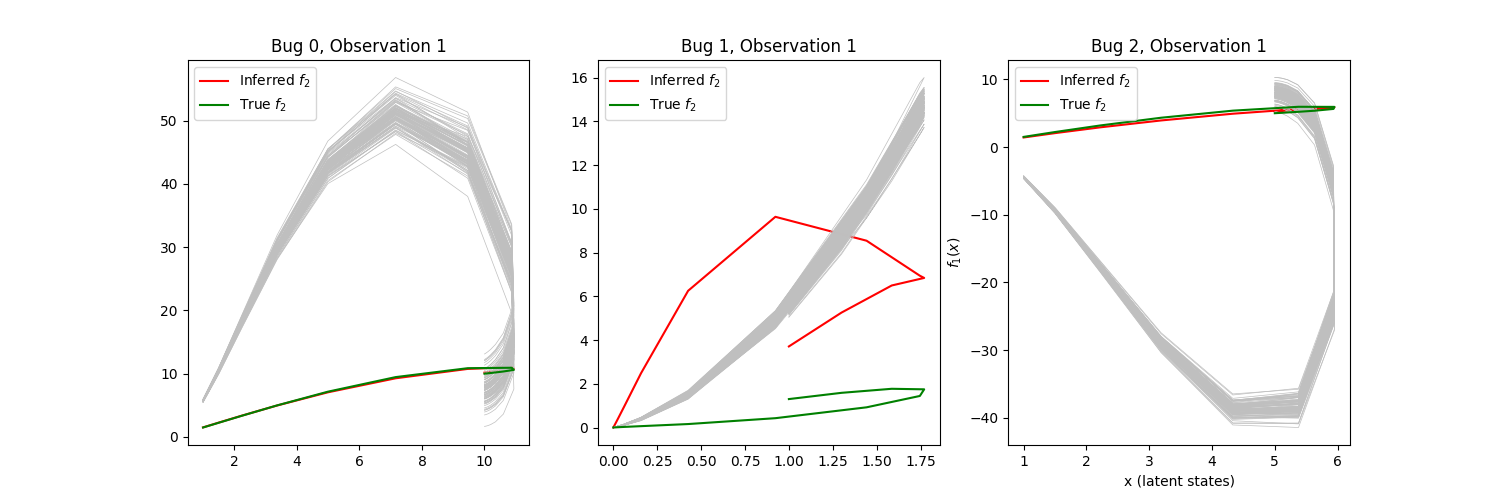 Bug 0, Observation 1
Inferred f₂
True f₂
50
40
30
20
10
0
2 4 6 8 10
Bug 1, Observation 1
Inferred f₂
True f₂
16
14
12
10
8
6
4
2
0
0.00 0.25 0.50 0.75 1.00 1.25 1.50 1.75
Bug 2, Observation 1
Inferred f₂
True f₂
f₁(x)
10
0
−10
−20
−30
−40
1 2 3 4 5 6
x (latent states)